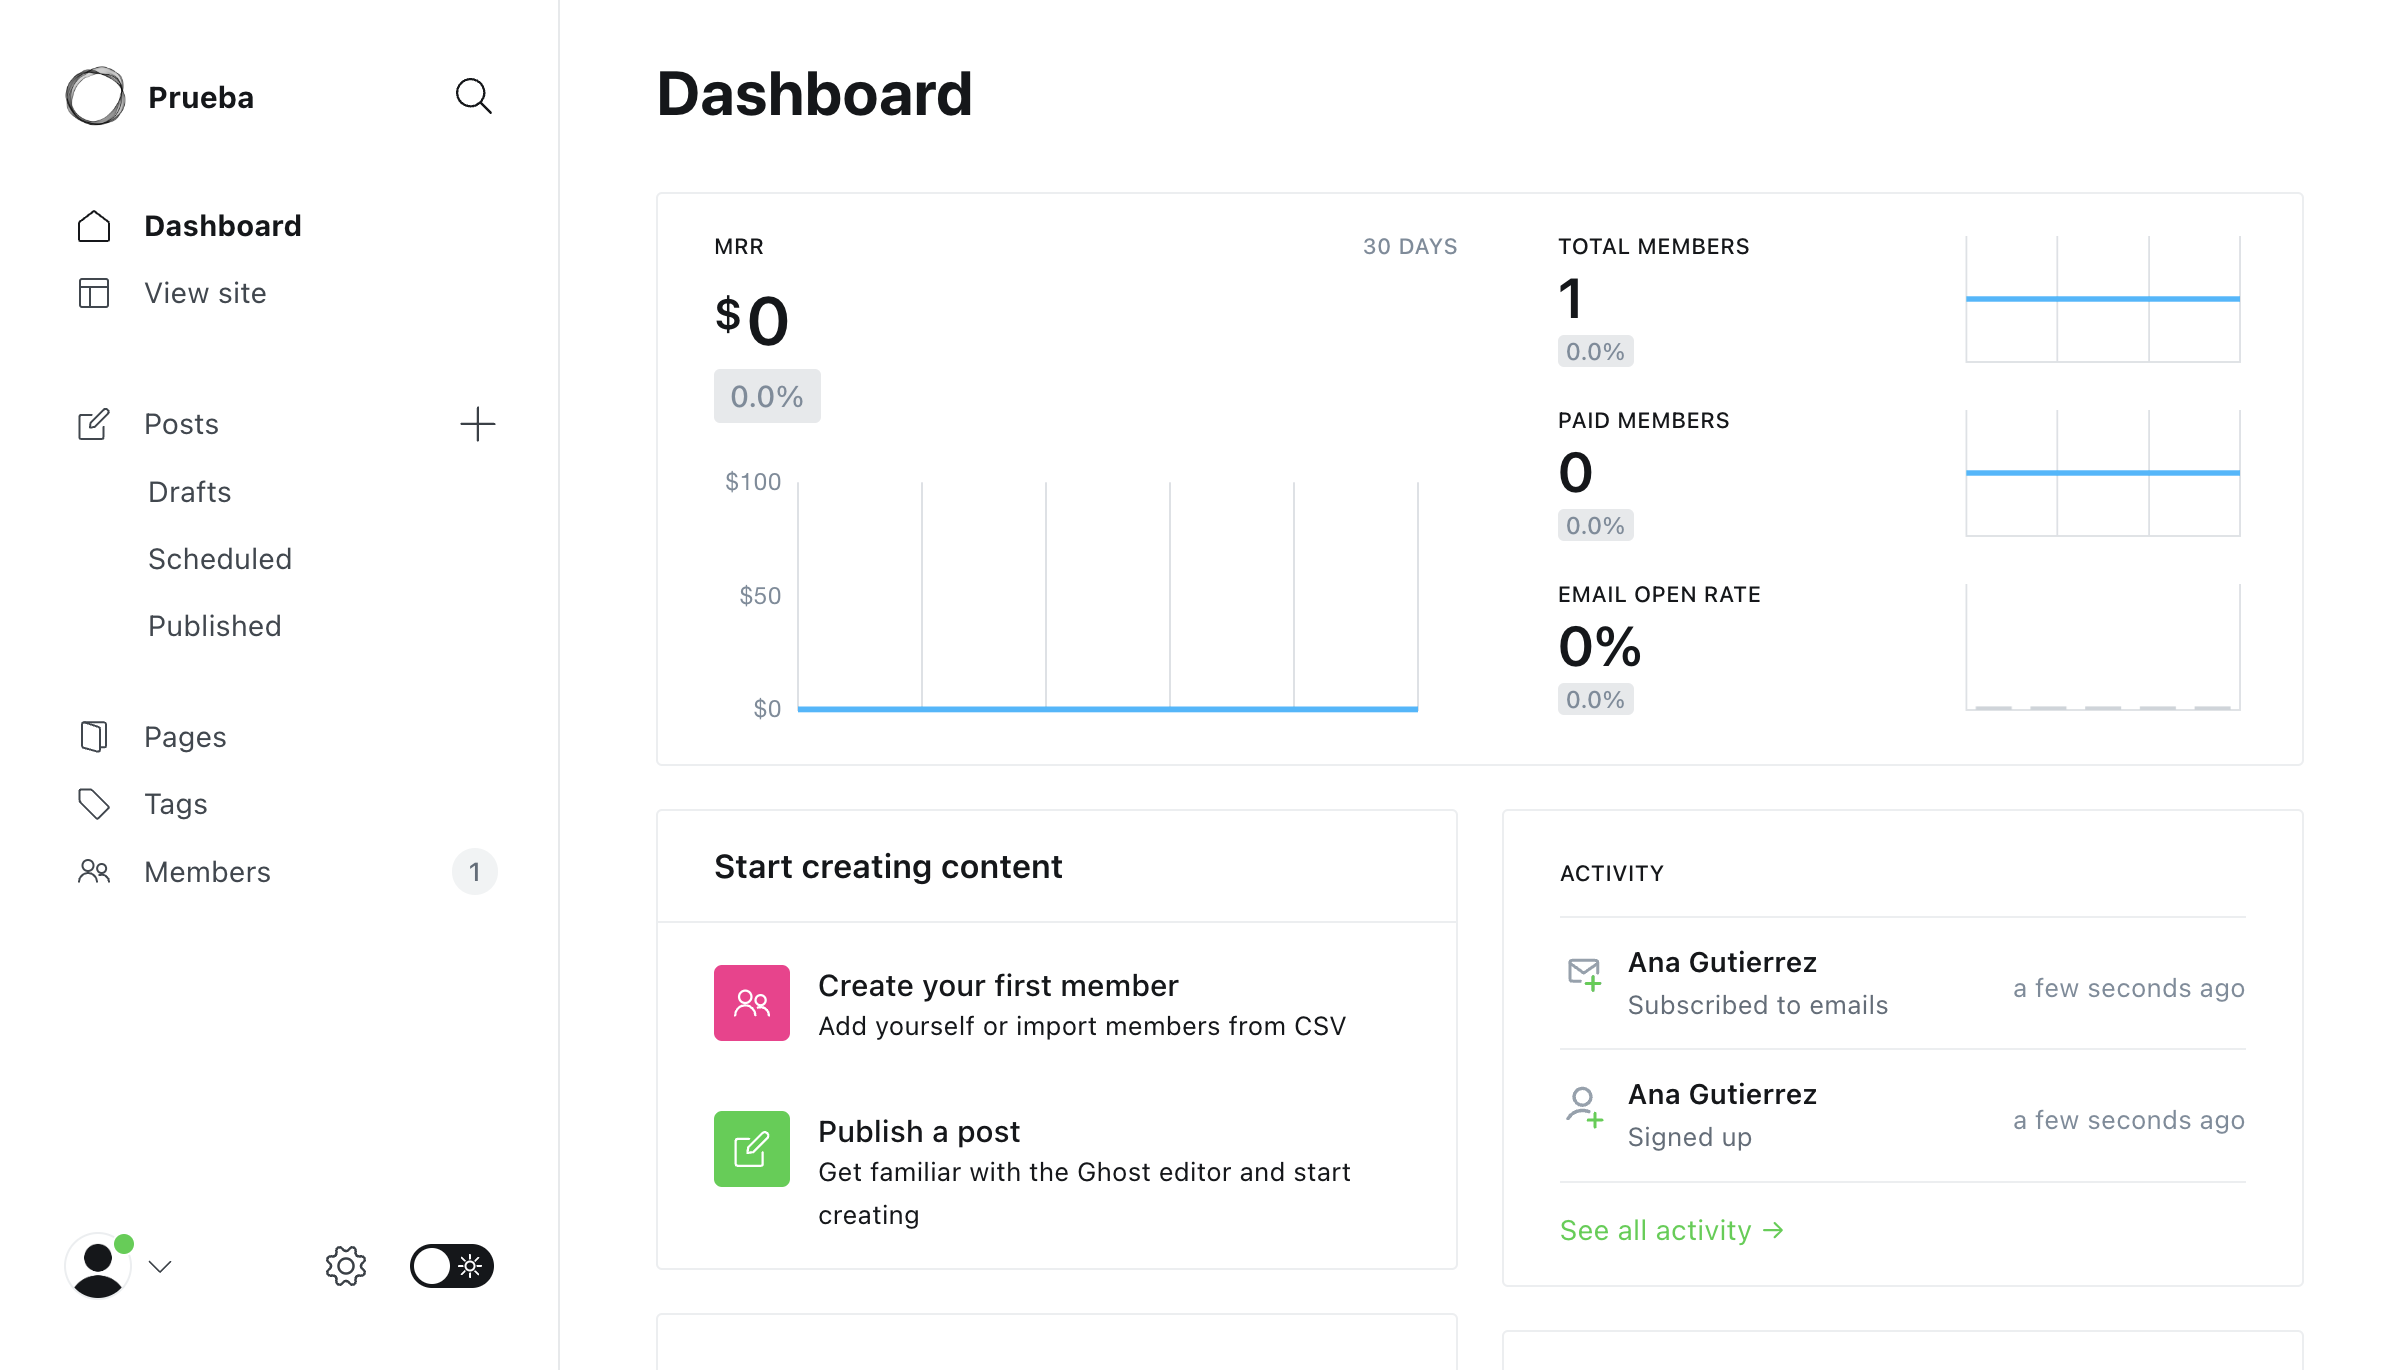 Prueba
Dashboard
View site
Posts
Drafts
Scheduled
Published
Pages
Tags
Members
1
Dashboard
MRR
30 DAYS
$0
0.0%
$100
$50
$0
TOTAL MEMBERS
1
0.0%
PAID MEMBERS
0
0.0%
EMAIL OPEN RATE
0%
0.0%
Start creating content
Create your first member
Add yourself or import members from CSV
Publish a post
Get familiar with the Ghost editor and start
creating
ACTIVITY
Ana Gutierrez
Subscribed to emails
a few seconds ago
Ana Gutierrez
Signed up
a few seconds ago
See all activity →